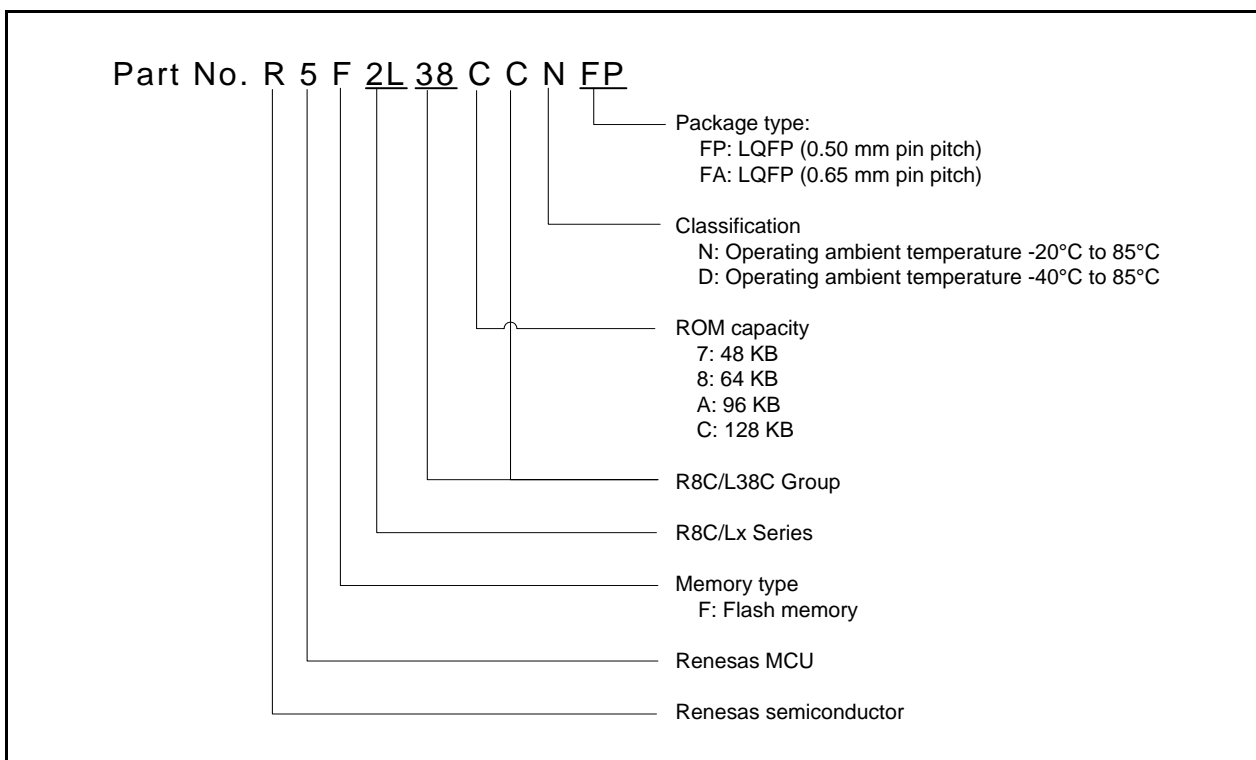 Part No. R 5 F 2L 38 C C N FP
Package type:
FP: LQFP (0.50 mm pin pitch)
FA: LQFP (0.65 mm pin pitch)
Classification
N: Operating ambient temperature -20°C to 85°C
D: Operating ambient temperature -40°C to 85°C
ROM capacity
7: 48 KB
8: 64 KB
A: 96 KB
C: 128 KB
R8C/L38C Group
R8C/Lx Series
Memory type
F: Flash memory
Renesas MCU
Renesas semiconductor